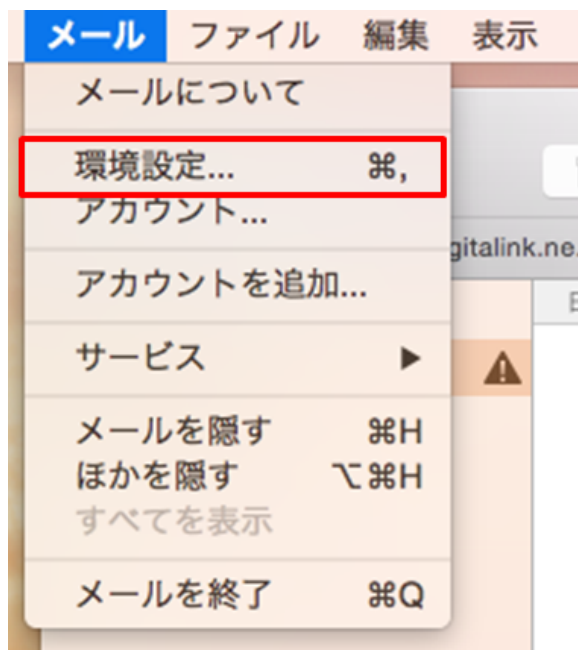 メール ファイル 編集 表示
メールについて
環境設定... ⌘,
アカウント...
gitalink.ne.
アカウントを追加...
サービス ▶
メールを隠す ⌘H
ほかを隠す ⌥⌘H
すべてを表示
メールを終了 ⌘Q